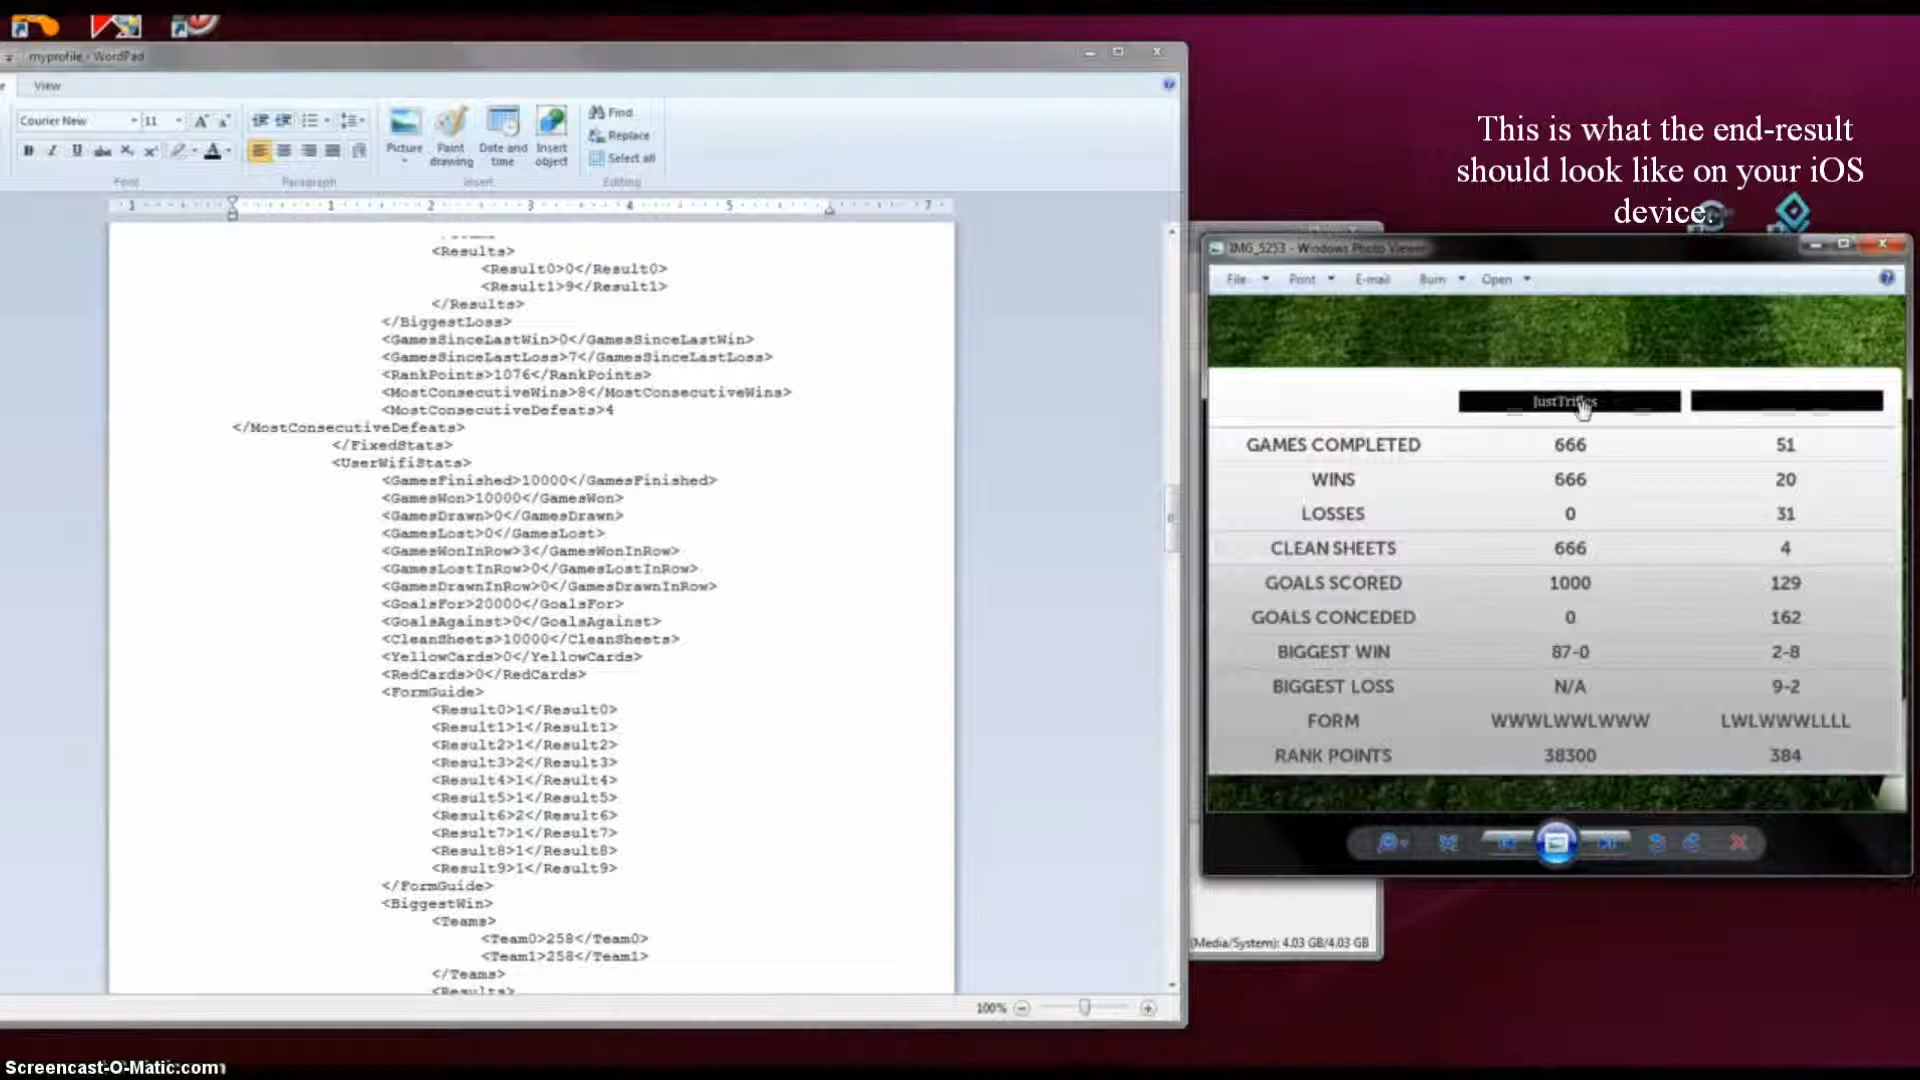 myprofile - WordPad
View
Courier New 11
Find
Replace
Select all
Picture
Paint drawing
Date and time
Insert object
Font
Paragraph
Insert
Editing
1 1 2 3 4 5 7
<Results>
<Result0>0</Result0>
<Result1>9</Result1>
</Results>
</BiggestLoss>
<GamesSinceLastWin>0</GamesSinceLastWin>
<GamesSinceLastLoss>7</GamesSinceLastLoss>
<RankPoints>1076</RankPoints>
<MostConsecutiveWins>8</MostConsecutiveWins>
<MostConsecutiveDefeats>4
</MostConsecutiveDefeats>
</FixedStats>
<UserWifiStats>
<GamesFinished>10000</GamesFinished>
<GamesWon>10000</GamesWon>
<GamesDrawn>0</GamesDrawn>
<GamesLost>0</GamesLost>
<GamesWonInRow>3</GamesWonInRow>
<GamesLostInRow>0</GamesLostInRow>
<GamesDrawnInRow>0</GamesDrawnInRow>
<GoalsFor>20000</GoalsFor>
<GoalsAgainst>0</GoalsAgainst>
<CleanSheets>10000</CleanSheets>
<YellowCards>0</YellowCards>
<RedCards>0</RedCards>
<FormGuide>
<Result0>1</Result0>
<Result1>1</Result1>
<Result2>1</Result2>
<Result3>2</Result3>
<Result4>1</Result4>
<Result5>1</Result5>
<Result6>2</Result6>
<Result7>1</Result7>
<Result8>1</Result8>
<Result9>1</Result9>
</FormGuide>
<BiggestWin>
<Teams>
<Team0>258</Team0>
<Team1>258</Team1>
</Teams>
<Results>
100%
This is what the end-result
should look like on your iOS
device.
IMG_5253 - Windows Photo Viewer
File Print E-mail Burn Open
GAMES COMPLETED 666 51
WINS 666 20
LOSSES 0 31
CLEAN SHEETS 666 4
GOALS SCORED 1000 129
GOALS CONCEDED 0 162
BIGGEST WIN 87-0 2-8
BIGGEST LOSS N/A 9-2
FORM WWWLWWLWWW LWLWWWLLLL
RANK POINTS 38300 384
(Media/System): 4.03 GB/4.03 GB
Screencast-O-Matic.com